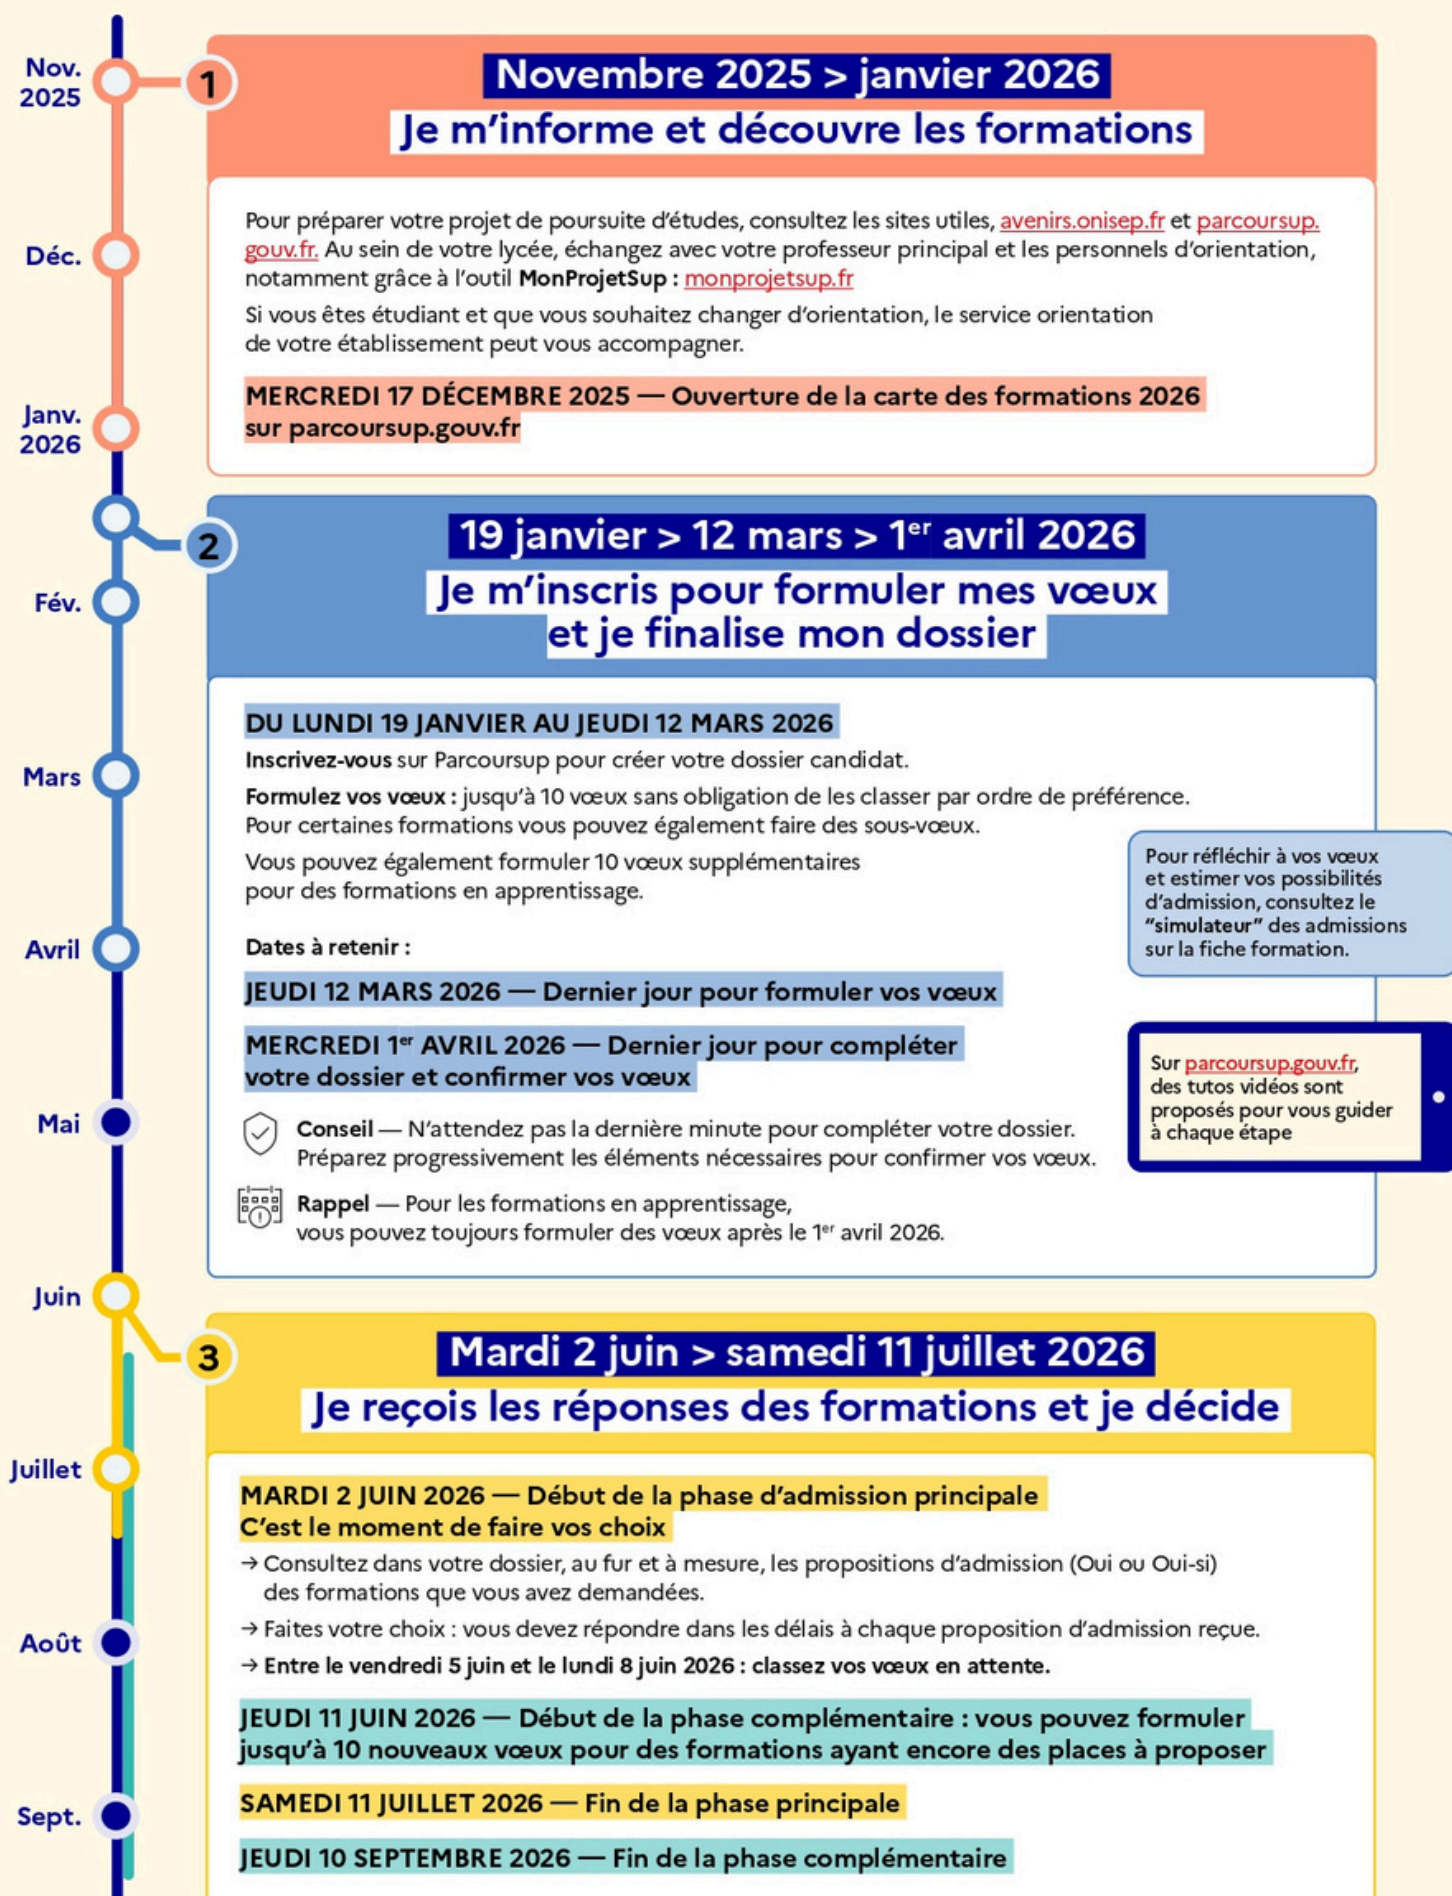 Nov.
2025
Déc.
Janv.
2026
Fév.
Mars
Avril
Mai
Juin
Juillet
Août
Sept.
1
Novembre 2025 > janvier 2026
Je m’informe et découvre les formations
Pour préparer votre projet de poursuite d’études, consultez les sites utiles, avenirs.onisep.fr et parcoursup.
gouv.fr. Au sein de votre lycée, échangez avec votre professeur principal et les personnels d’orientation,
notamment grâce à l’outil MonProjetSup : monprojetsup.fr
Si vous êtes étudiant et que vous souhaitez changer d’orientation, le service orientation
de votre établissement peut vous accompagner.
MERCREDI 17 DÉCEMBRE 2025 — Ouverture de la carte des formations 2026
sur parcoursup.gouv.fr
2
19 janvier > 12 mars > 1er avril 2026
Je m’inscris pour formuler mes vœux
et je finalise mon dossier
DU LUNDI 19 JANVIER AU JEUDI 12 MARS 2026
Inscrivez-vous sur Parcoursup pour créer votre dossier candidat.
Formulez vos vœux : jusqu’à 10 vœux sans obligation de les classer par ordre de préférence.
Pour certaines formations vous pouvez également faire des sous-vœux.
Vous pouvez également formuler 10 vœux supplémentaires
pour des formations en apprentissage.
Dates à retenir :
JEUDI 12 MARS 2026 — Dernier jour pour formuler vos vœux
MERCREDI 1er AVRIL 2026 — Dernier jour pour compléter
votre dossier et confirmer vos vœux
Conseil — N’attendez pas la dernière minute pour compléter votre dossier.
Préparez progressivement les éléments nécessaires pour confirmer vos vœux.
Rappel — Pour les formations en apprentissage,
vous pouvez toujours formuler des vœux après le 1er avril 2026.
Pour réfléchir à vos vœux
et estimer vos possibilités
d’admission, consultez le
“simulateur” des admissions
sur la fiche formation.
Sur parcoursup.gouv.fr,
des tutos vidéos sont
proposés pour vous guider
à chaque étape
3
Mardi 2 juin > samedi 11 juillet 2026
Je reçois les réponses des formations et je décide
MARDI 2 JUIN 2026 — Début de la phase d’admission principale
C’est le moment de faire vos choix
→ Consultez dans votre dossier, au fur et à mesure, les propositions d’admission (Oui ou Oui-si)
des formations que vous avez demandées.
→ Faites votre choix : vous devez répondre dans les délais à chaque proposition d’admission reçue.
→ Entre le vendredi 5 juin et le lundi 8 juin 2026 : classez vos vœux en attente.
JEUDI 11 JUIN 2026 — Début de la phase complémentaire : vous pouvez formuler
jusqu’à 10 nouveaux vœux pour des formations ayant encore des places à proposer
SAMEDI 11 JUILLET 2026 — Fin de la phase principale
JEUDI 10 SEPTEMBRE 2026 — Fin de la phase complémentaire